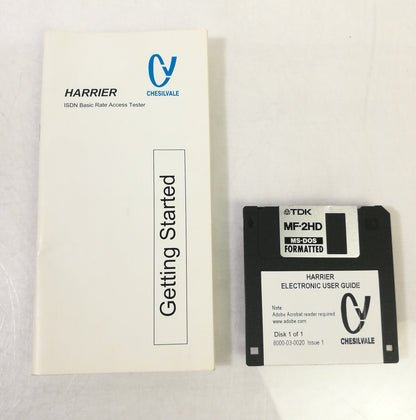 HARRIER
ISDN Basic Rate Access Tester
CHESILVALE
Getting Started
TDK
MF-2HD
MS-DOS
FORMATTED
HARRIER
ELECTRONIC USER GUIDE
Note
Adobe Acrobat reader required
www.adobe.com
Disk 1 of 1
8000-03-0020 Issue 1
CHESILVALE